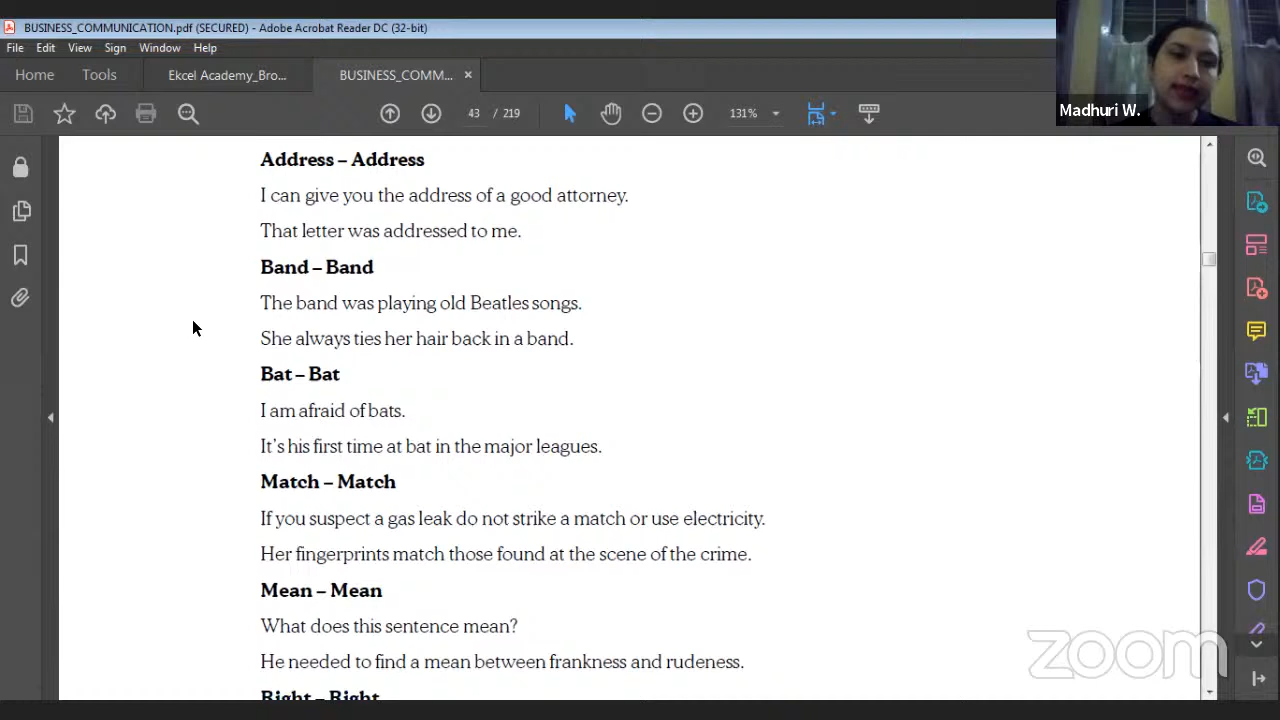 BUSINESS_COMMUNICATION.pdf (SECURED) - Adobe Acrobat Reader DC (32-bit)
File Edit View Sign Window Help
Home Tools Ekcel Academy_Bro... BUSINESS_COMM... ×
43 / 219 131%
Madhuri W.
Address – Address
I can give you the address of a good attorney.
That letter was addressed to me.
Band – Band
The band was playing old Beatles songs.
She always ties her hair back in a band.
Bat – Bat
I am afraid of bats.
It’s his first time at bat in the major leagues.
Match – Match
If you suspect a gas leak do not strike a match or use electricity.
Her fingerprints match those found at the scene of the crime.
Mean – Mean
What does this sentence mean?
He needed to find a mean between frankness and rudeness.
Right – Right
zoom